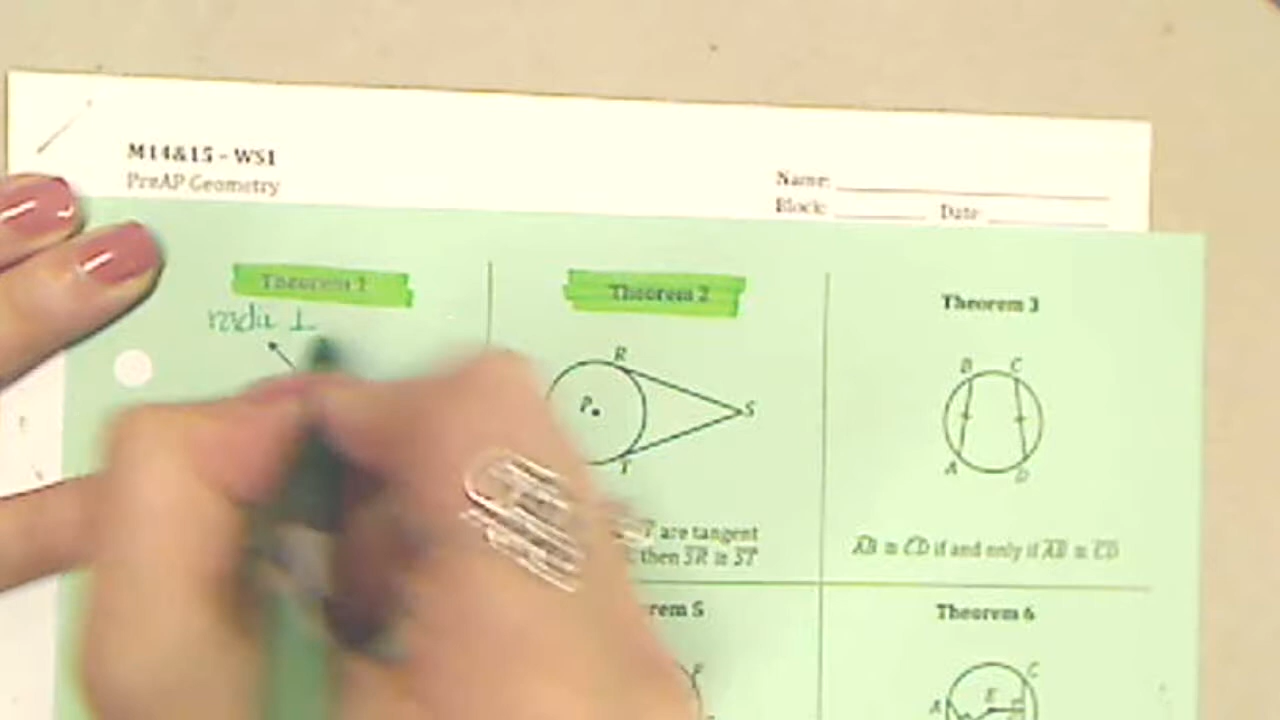 M14&15 - WS1
PreAP Geometry
Name:
Block: Date:
Theorem 1
radii ⊥
Theorem 2
R
P
S
T
are tangent
then SR ≅ ST
Theorem 3
B C
A D
AB ≅ CD if and only if AB ≅ CD
Theorem 6
C
E
A